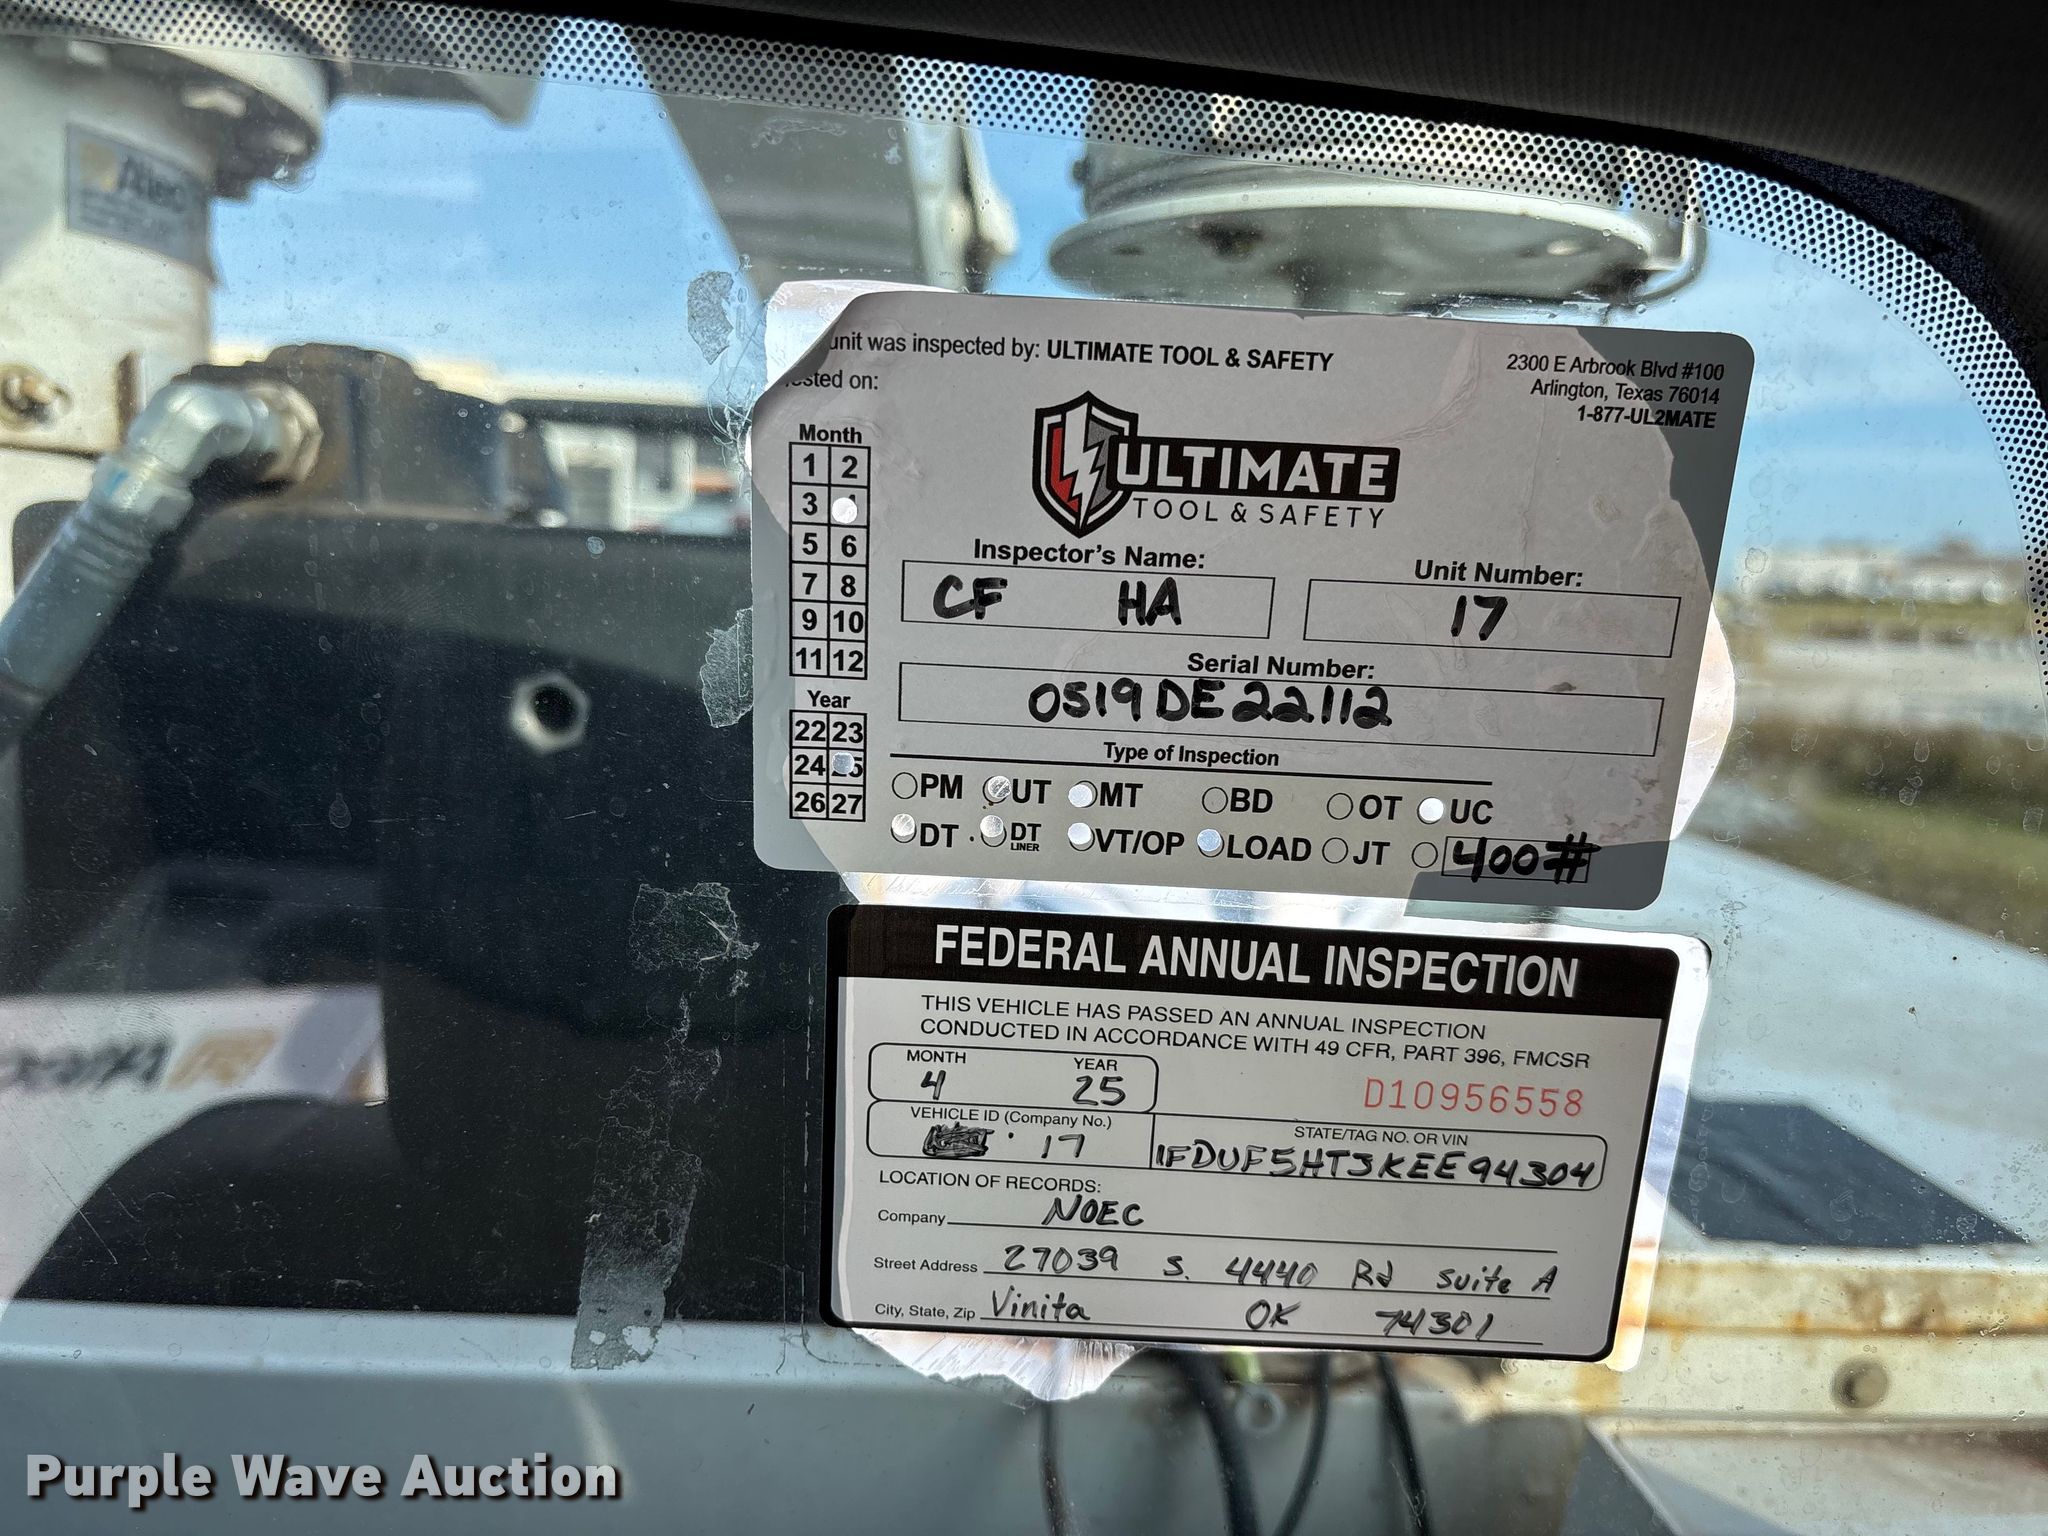 Altec
unit was inspected by: ULTIMATE TOOL & SAFETY
2300 E Arbrook Blvd #100
Arlington, Texas 76014
1-877-UL2MATE
on:
Month
1 2
3
5 6
7 8
9 10
11 12
Year
22 23
24 25
26 27
ULTIMATE
TOOL & SAFETY
Inspector's Name:
CF HA
Unit Number:
17
Serial Number:
0519DE22112
Type of Inspection
PM UT MT BD OT UC
DT DT LINER VT/OP LOAD JT 400#
FEDERAL ANNUAL INSPECTION
THIS VEHICLE HAS PASSED AN ANNUAL INSPECTION
CONDUCTED IN ACCORDANCE WITH 49 CFR, PART 396, FMCSR
MONTH YEAR
4 25
D10956558
VEHICLE ID (Company No.)
17
STATE/TAG NO. OR VIN
1FDUF5HT3KEE94304
LOCATION OF RECORDS:
Company NOEC
Street Address 27039 S. 4440 Rd Suite A
City, State, Zip Vinita OK 74301
Purple Wave Auction